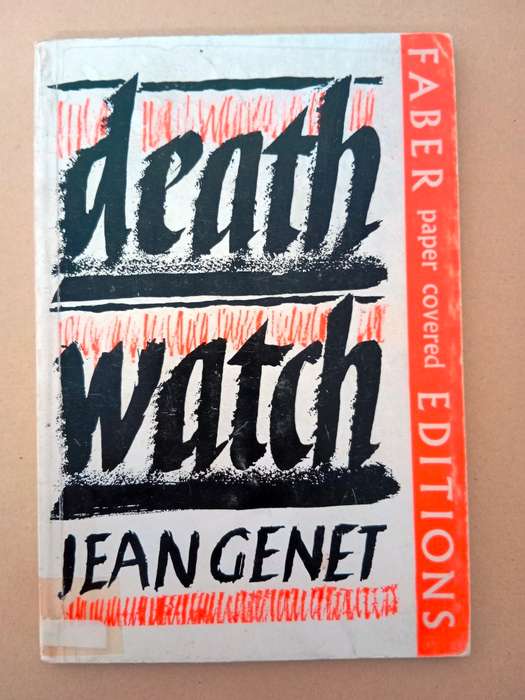 death
watch
JEAN GENET
FABER paper covered EDITIONS